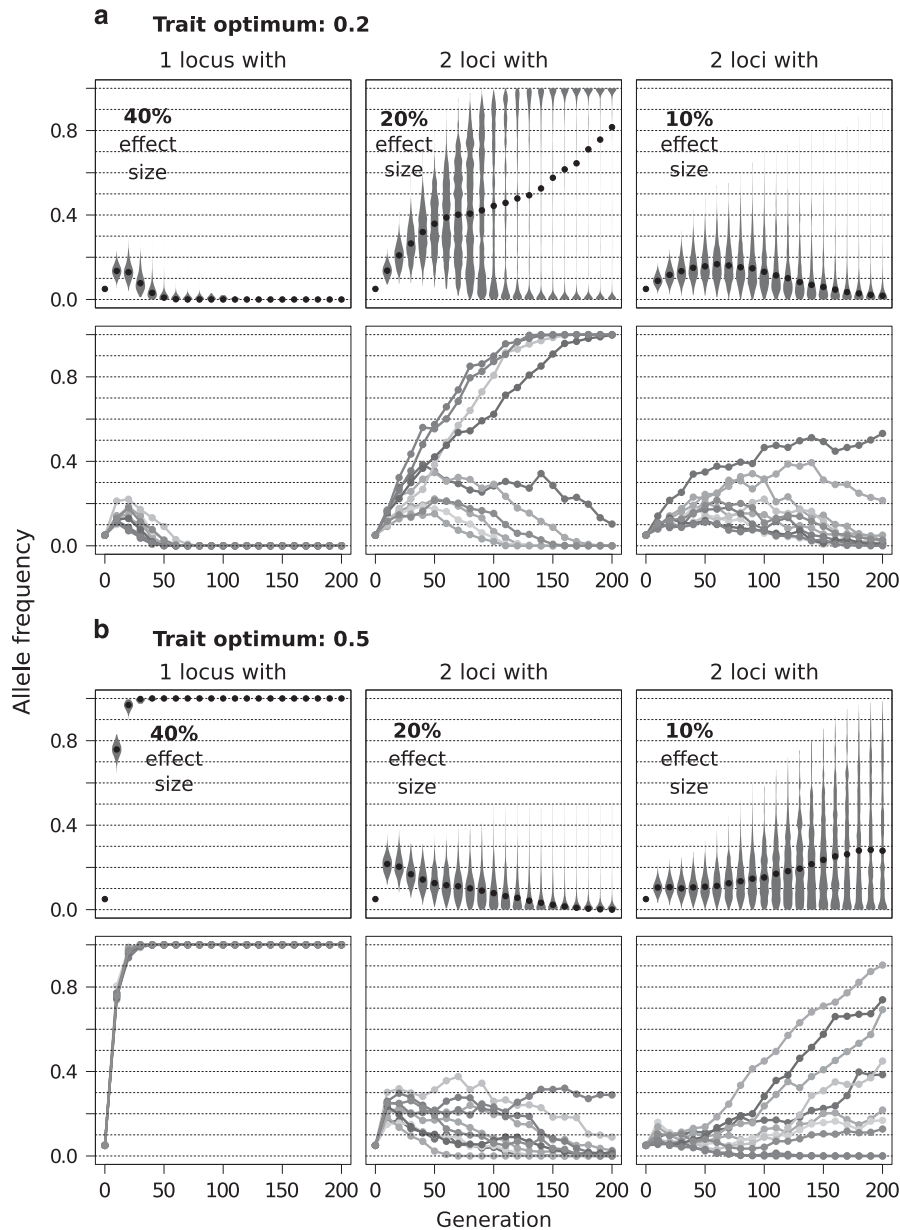 a
Trait optimum: 0.2
1 locus with
2 loci with
2 loci with
40%
effect
size
20%
effect
size
10%
effect
size
0.8
0.4
0.0
0.8
0.4
0.0
0 50 100 150 200
0 50 100 150 200
0 50 100 150 200
Allele frequency
b
Trait optimum: 0.5
1 locus with
2 loci with
2 loci with
40%
effect
size
20%
effect
size
10%
effect
size
0.8
0.4
0.0
0.8
0.4
0.0
0 50 100 150 200
0 50 100 150 200
0 50 100 150 200
Generation